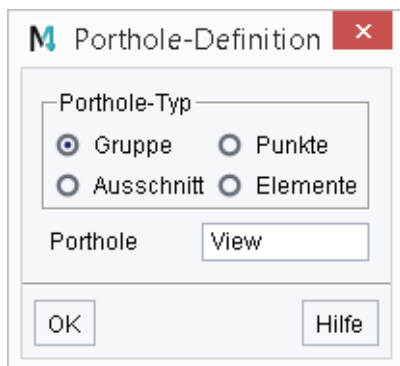 Porthole-Definition
Porthole-Typ
Gruppe Punkte
Ausschnitt Elemente
Porthole View
OK Hilfe